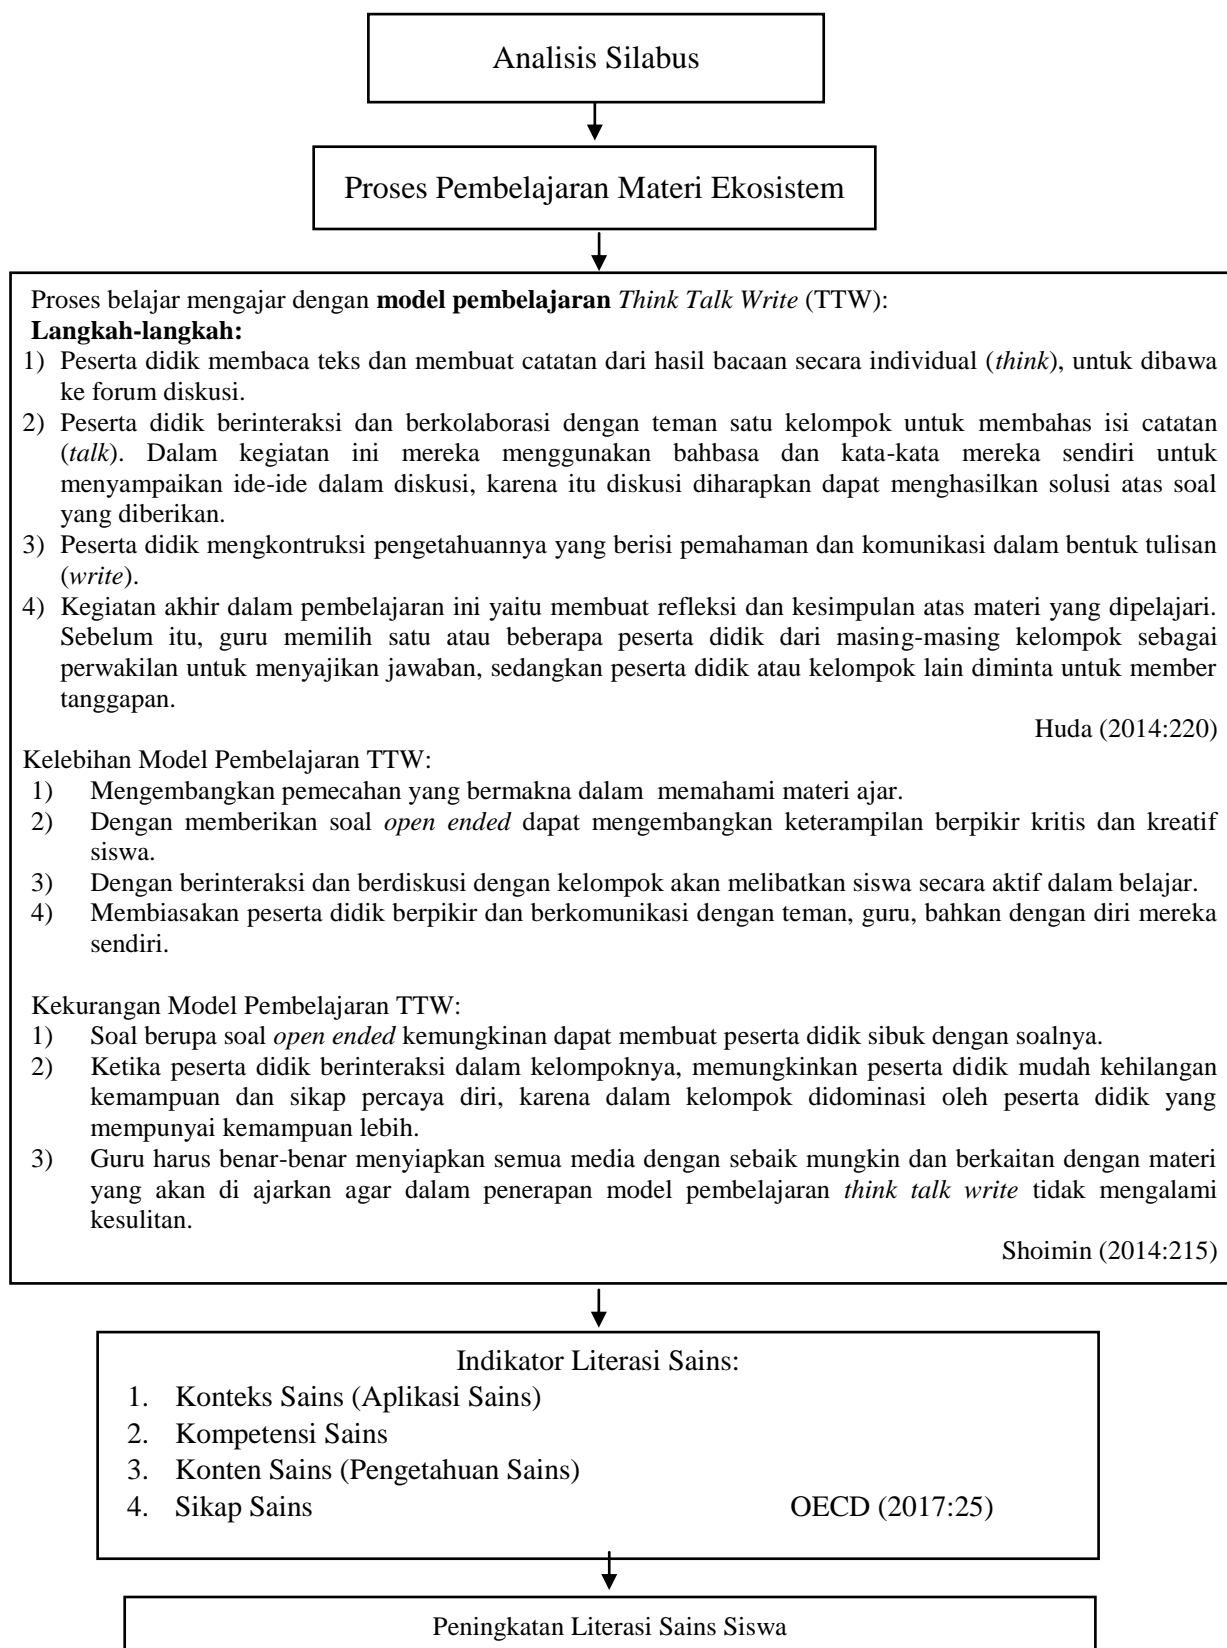 Analisis Silabus
Proses Pembelajaran Materi Ekosistem
Proses belajar mengajar dengan model pembelajaran Think Talk Write (TTW):
Langkah-langkah:
1) Peserta didik membaca teks dan membuat catatan dari hasil bacaan secara individual (think), untuk dibawa
ke forum diskusi.
2) Peserta didik berinteraksi dan berkolaborasi dengan teman satu kelompok untuk membahas isi catatan
(talk). Dalam kegiatan ini mereka menggunakan bahbasa dan kata-kata mereka sendiri untuk
menyampaikan ide-ide dalam diskusi, karena itu diskusi diharapkan dapat menghasilkan solusi atas soal
yang diberikan.
3) Peserta didik mengkontruksi pengetahuannya yang berisi pemahaman dan komunikasi dalam bentuk tulisan
(write).
4) Kegiatan akhir dalam pembelajaran ini yaitu membuat refleksi dan kesimpulan atas materi yang dipelajari.
Sebelum itu, guru memilih satu atau beberapa peserta didik dari masing-masing kelompok sebagai
perwakilan untuk menyajikan jawaban, sedangkan peserta didik atau kelompok lain diminta untuk member
tanggapan.
Huda (2014:220)
Kelebihan Model Pembelajaran TTW:
1) Mengembangkan pemecahan yang bermakna dalam memahami materi ajar.
2) Dengan memberikan soal open ended dapat mengembangkan keterampilan berpikir kritis dan kreatif
siswa.
3) Dengan berinteraksi dan berdiskusi dengan kelompok akan melibatkan siswa secara aktif dalam belajar.
4) Membiasakan peserta didik berpikir dan berkomunikasi dengan teman, guru, bahkan dengan diri mereka
sendiri.
Kekurangan Model Pembelajaran TTW:
1) Soal berupa soal open ended kemungkinan dapat membuat peserta didik sibuk dengan soalnya.
2) Ketika peserta didik berinteraksi dalam kelompoknya, memungkinkan peserta didik mudah kehilangan
kemampuan dan sikap percaya diri, karena dalam kelompok didominasi oleh peserta didik yang
mempunyai kemampuan lebih.
3) Guru harus benar-benar menyiapkan semua media dengan sebaik mungkin dan berkaitan dengan materi
yang akan di ajarkan agar dalam penerapan model pembelajaran think talk write tidak mengalami
kesulitan.
Shoimin (2014:215)
Indikator Literasi Sains:
1. Konteks Sains (Aplikasi Sains)
2. Kompetensi Sains
3. Konten Sains (Pengetahuan Sains)
4. Sikap Sains OECD (2017:25)
Peningkatan Literasi Sains Siswa